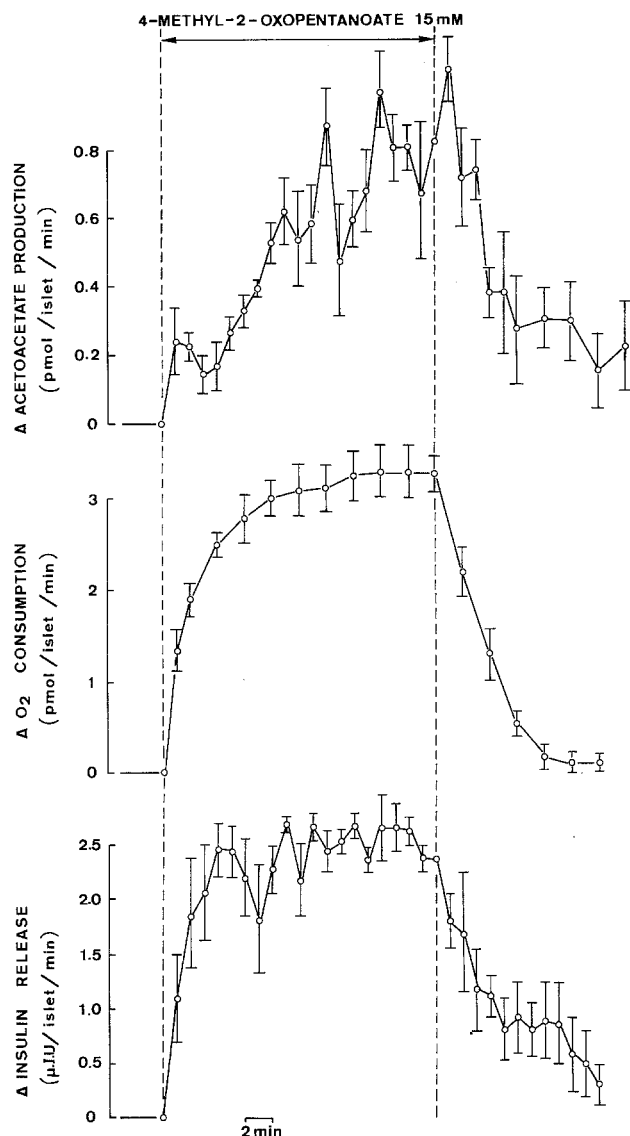 4-METHYL-2-OXOPENTANOATE 15 mM
Δ ACETOACETATE PRODUCTION
(pmol/islet/min)
0.8
0.6
0.4
0.2
0
Δ O2 CONSUMPTION
(pmol/islet/min)
3
2
1
0
Δ INSULIN RELEASE
(μI.U/islet/min)
2.5
2.0
1.5
1.0
0.5
0
2 min